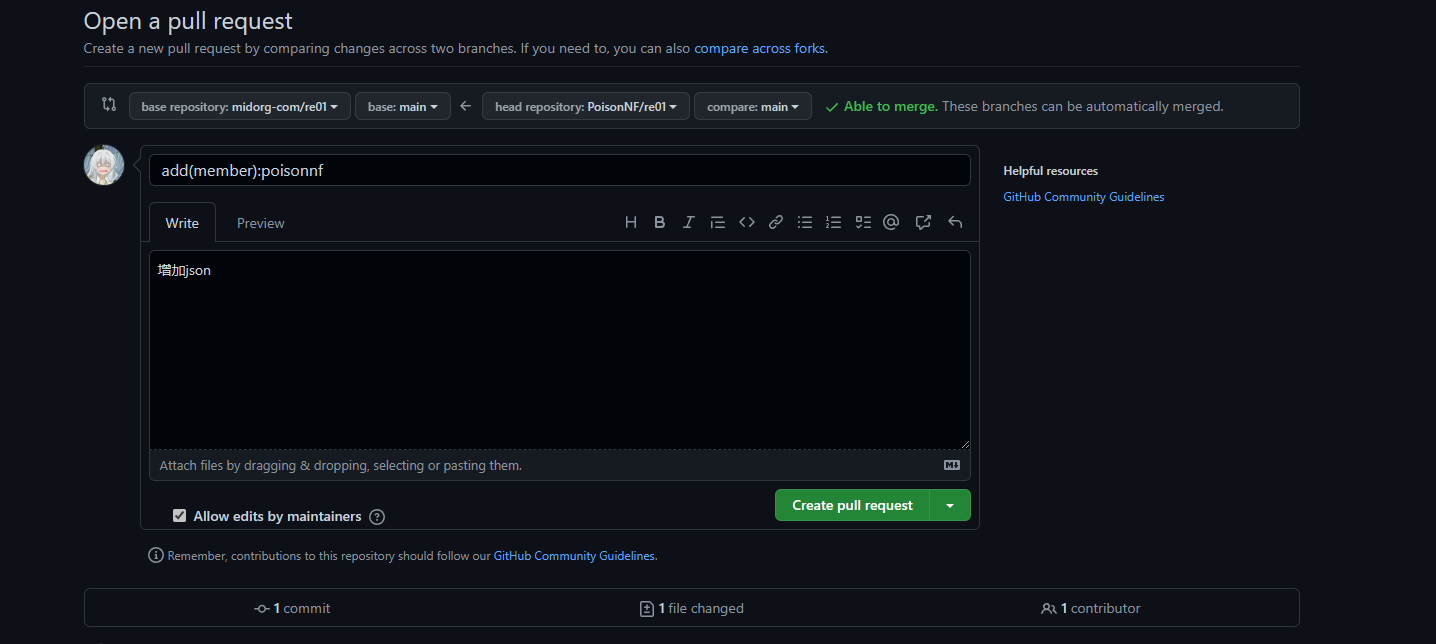 Open a pull request
Create a new pull request by comparing changes across two branches. If you need to, you can also compare across forks.
base repository: midorg-com/re01 base: main ← head repository: PoisonNF/re01 compare: main ✓ Able to merge. These branches can be automatically merged.
add(member):poisonnf
Helpful resources
GitHub Community Guidelines
Write Preview
增加json
Attach files by dragging & dropping, selecting or pasting them.
Allow edits by maintainers
Create pull request
Remember, contributions to this repository should follow our GitHub Community Guidelines.
1 commit 1 file changed 1 contributor